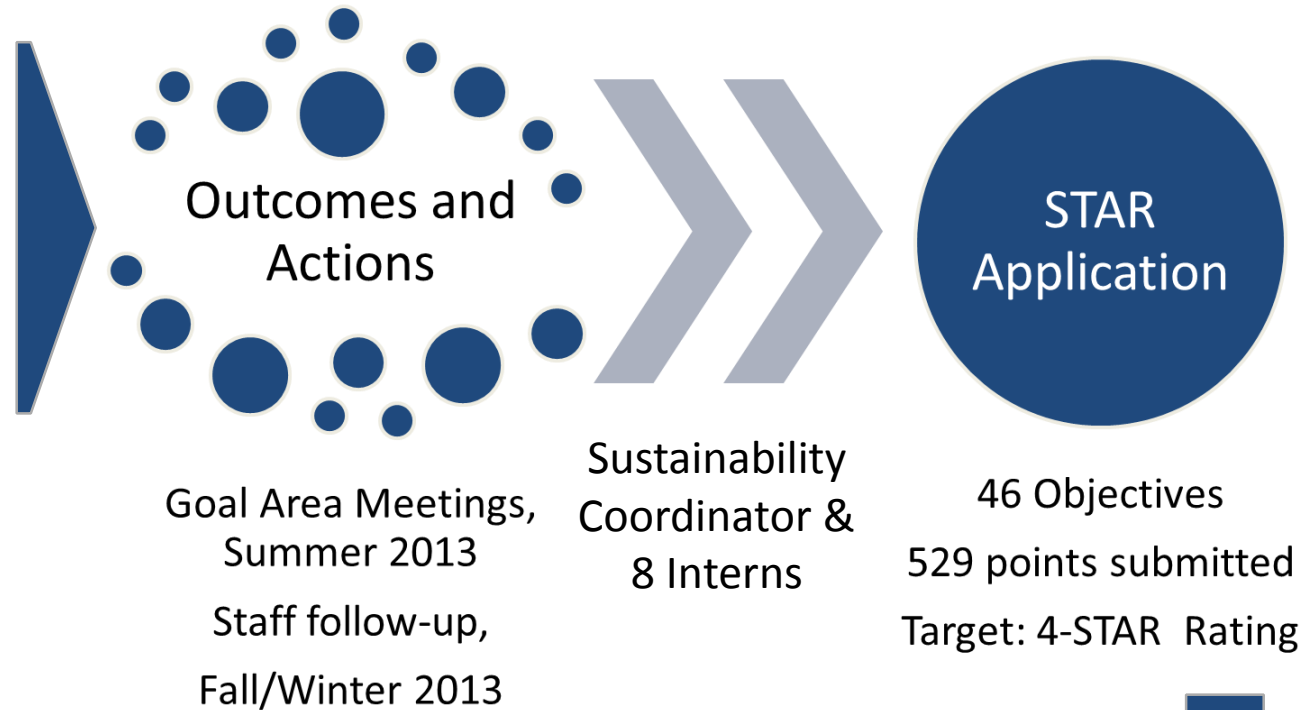 Outcomes and
Actions
Goal Area Meetings,
Summer 2013
Staff follow-up,
Fall/Winter 2013
Sustainability
Coordinator &
8 Interns
STAR
Application
46 Objectives
529 points submitted
Target: 4-STAR Rating